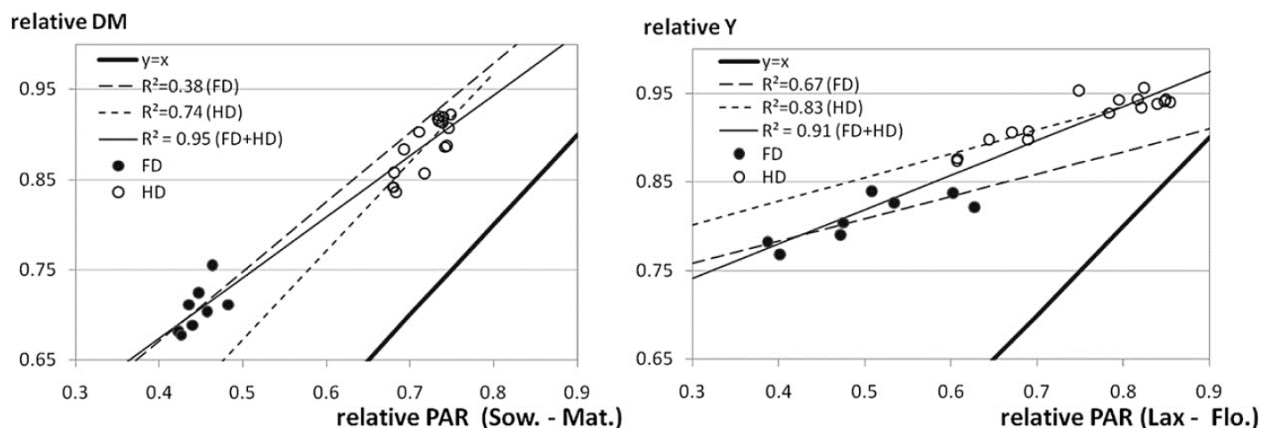 relative DM
y=x
R²=0.38 (FD)
R²=0.74 (HD)
R² = 0.95 (FD+HD)
FD
HD
0.95
0.85
0.75
0.65
0.3 0.4 0.5 0.6 0.7 0.8 0.9
relative PAR (Sow. - Mat.)
relative Y
y=x
R²=0.67 (FD)
R²=0.83 (HD)
R² = 0.91 (FD+HD)
FD
HD
0.95
0.85
0.75
0.65
0.3 0.4 0.5 0.6 0.7 0.8 0.9
relative PAR (Lax - Flo.)